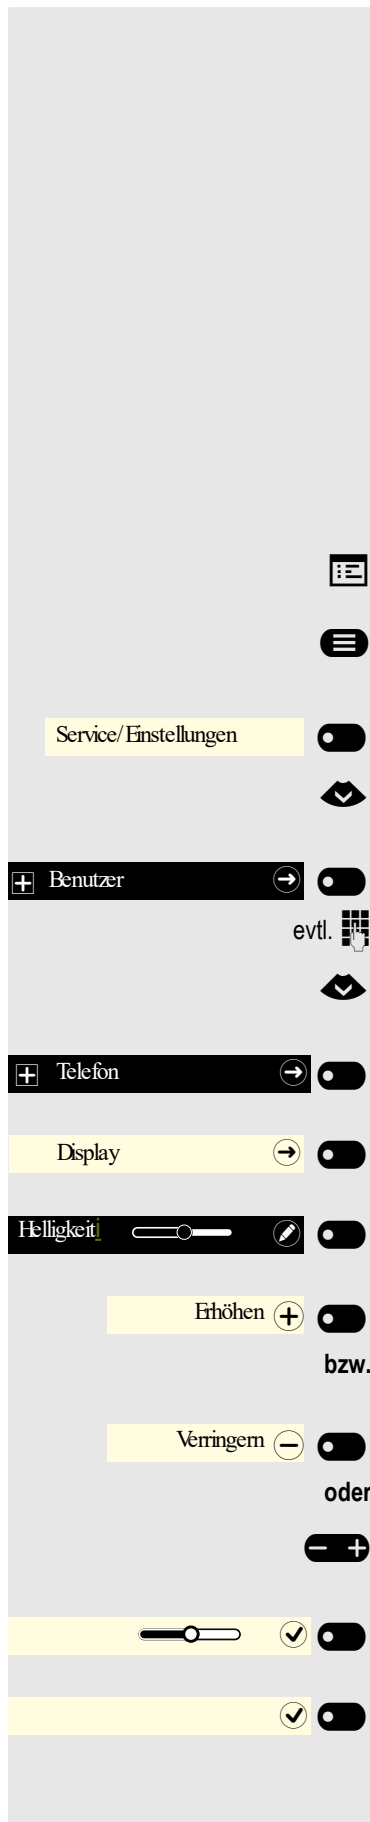 Service/Einstellungen
Benutzer
evtl.
Telefon
Display
Helligkeit i
Erhöhen
bzw.
Verringern
oder